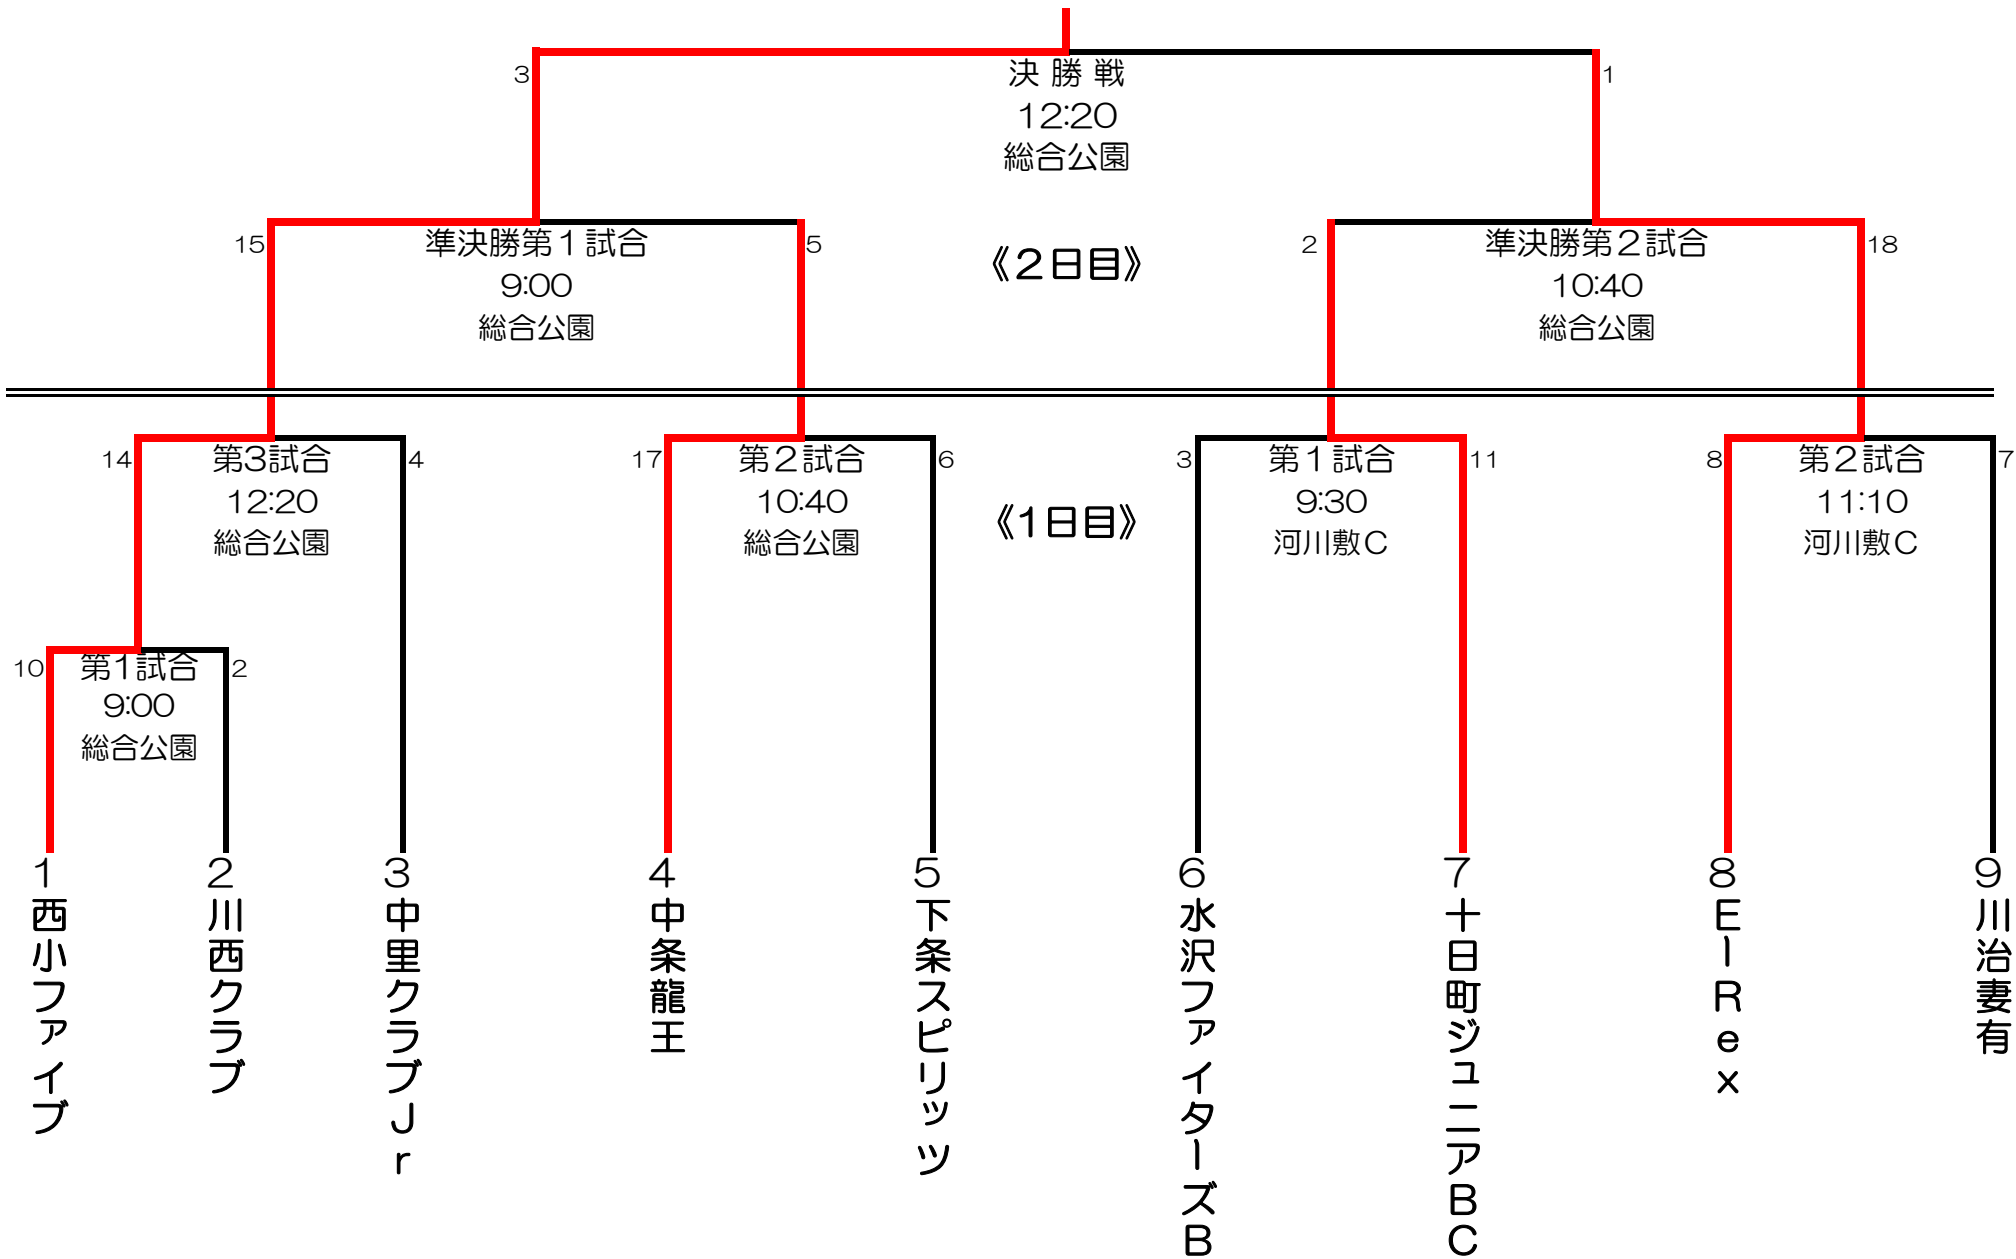 3
決勝戦
1
12:20
総合公園
15
準決勝第1試合
5
9:00
総合公園
《2日目》
2
準決勝第2試合
18
10:40
総合公園
14
第3試合
4
12:20
総合公園
17
第2試合
6
10:40
総合公園
《1日目》
3
第1試合
11
9:30
河川敷C
8
第2試合
7
11:10
河川敷C
10
第1試合
2
9:00
総合公園
1
西小ファイブ
2
川西クラブ
3
中里クラブJr
4
中条龍王
5
下条スピリッツ
6
水沢ファイターズB
7
十日町ジュニアBC
8
E-Rex
9
川治妻有